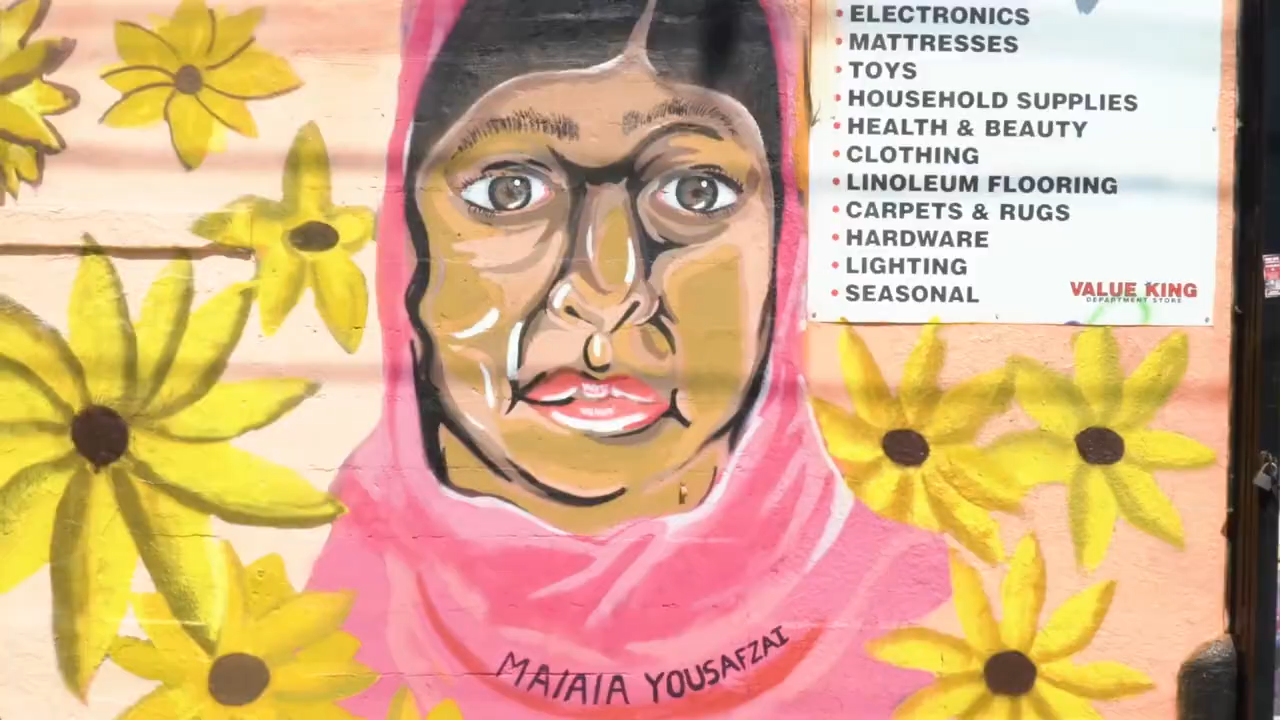 • ELECTRONICS
• MATTRESSES
• TOYS
• HOUSEHOLD SUPPLIES
• HEALTH & BEAUTY
• CLOTHING
• LINOLEUM FLOORING
• CARPETS & RUGS
• HARDWARE
• LIGHTING
• SEASONAL
VALUE KING
DEPARTMENT STORE
MAIAIA YOUSAFZAI